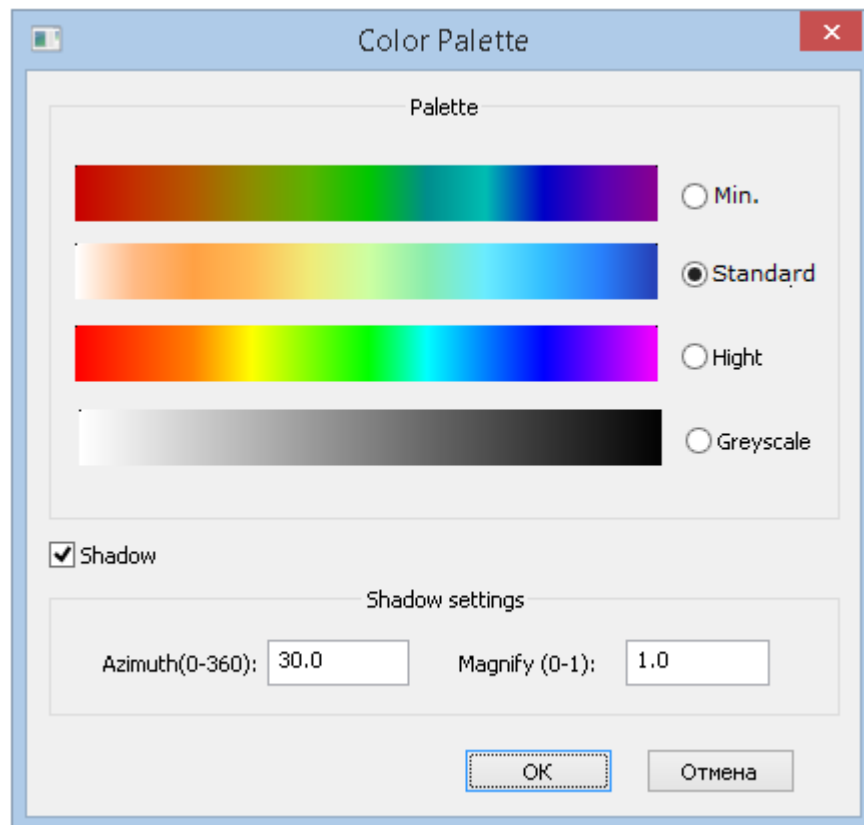 Color Palette
Palette
Min.
Standard
Hight
Greyscale
Shadow
Shadow settings
Azimuth(0-360): 30.0 Magnify (0-1): 1.0
OK Отмена